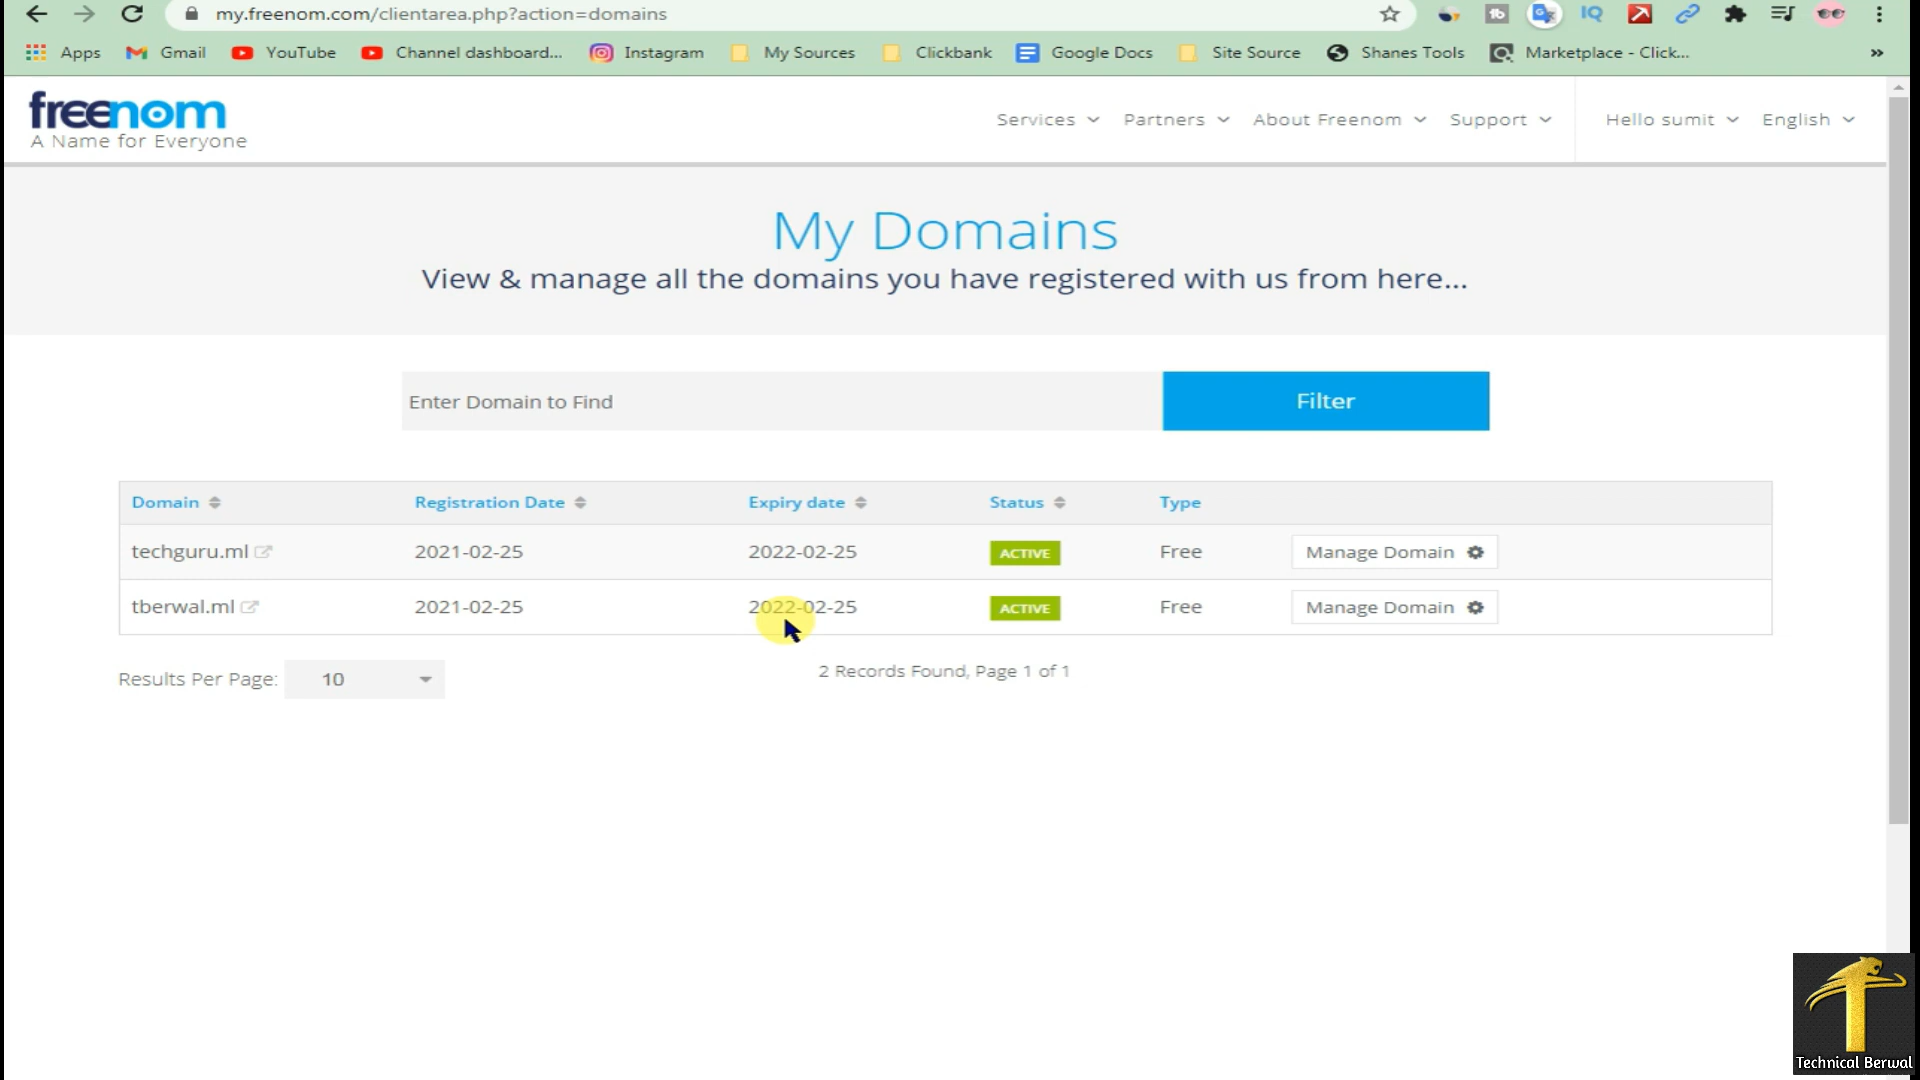 my.freenom.com/clientarea.php?action=domains
Apps Gmail YouTube Channel dashboard... Instagram My Sources Clickbank Google Docs Site Source Shanes Tools Marketplace - Click... »
freenom
A Name for Everyone
Services Partners About Freenom Support Hello sumit English
My Domains
View & manage all the domains you have registered with us from here...
Enter Domain to Find Filter
Domain Registration Date Expiry date Status Type
techguru.ml 2021-02-25 2022-02-25 ACTIVE Free Manage Domain
tberwal.ml 2021-02-25 2022-02-25 ACTIVE Free Manage Domain
Results Per Page: 10 2 Records Found, Page 1 of 1
Technical Berwal